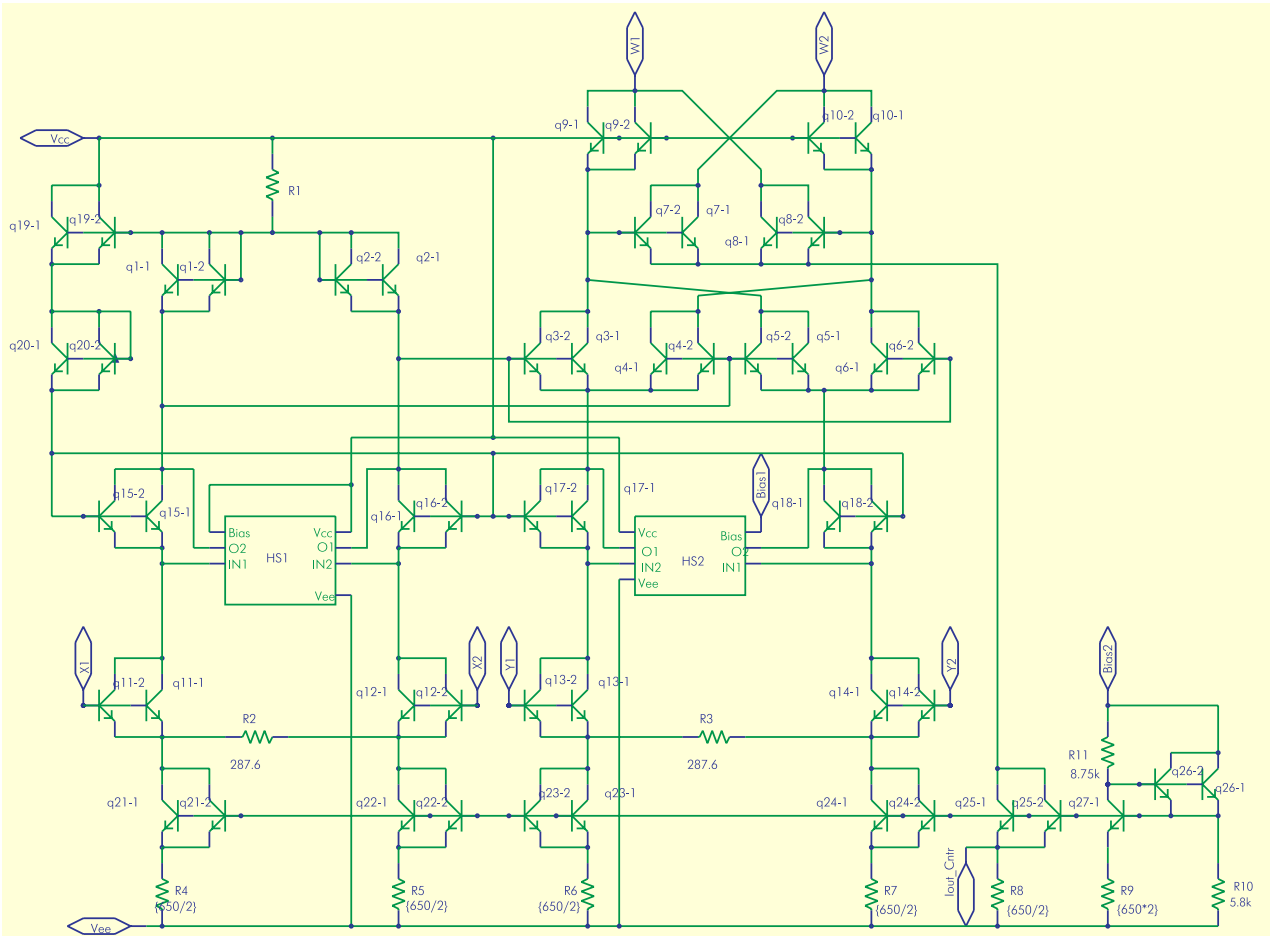 W1
W2
q9-1
q9-2
q10-2
q10-1
Vcc
R1
q7-2
q7-1
q8-2
q8-1
q19-1
q19-2
q1-1
q1-2
q2-2
q2-1
q20-1
q20-2
q3-2
q3-1
q4-2
q4-1
q5-2
q5-1
q6-2
q6-1
q15-2
q15-1
q16-1
q16-2
q17-2
q17-1
Bias1
q18-1
q18-2
Bias
Vcc
O2
O1
HS1
IN1
IN2
Vee
Vcc
Bias
O1
O2
HS2
IN2
IN1
Vee
X1
X2
Y1
Y2
Bias2
q11-2
q11-1
q12-1
q12-2
q13-2
q13-1
q14-1
q14-2
R2
287.6
R3
287.6
R11
8.75k
q26-2
q26-1
q21-1
q21-2
q22-1
q22-2
q23-2
q23-1
q24-1
q24-2
q25-1
q25-2
q27-1
Iout_Cntr
R4
{650/2}
R5
{650/2}
R6
{650/2}
R7
{650/2}
R8
{650/2}
R9
{650*2}
R10
5.8k
Vee